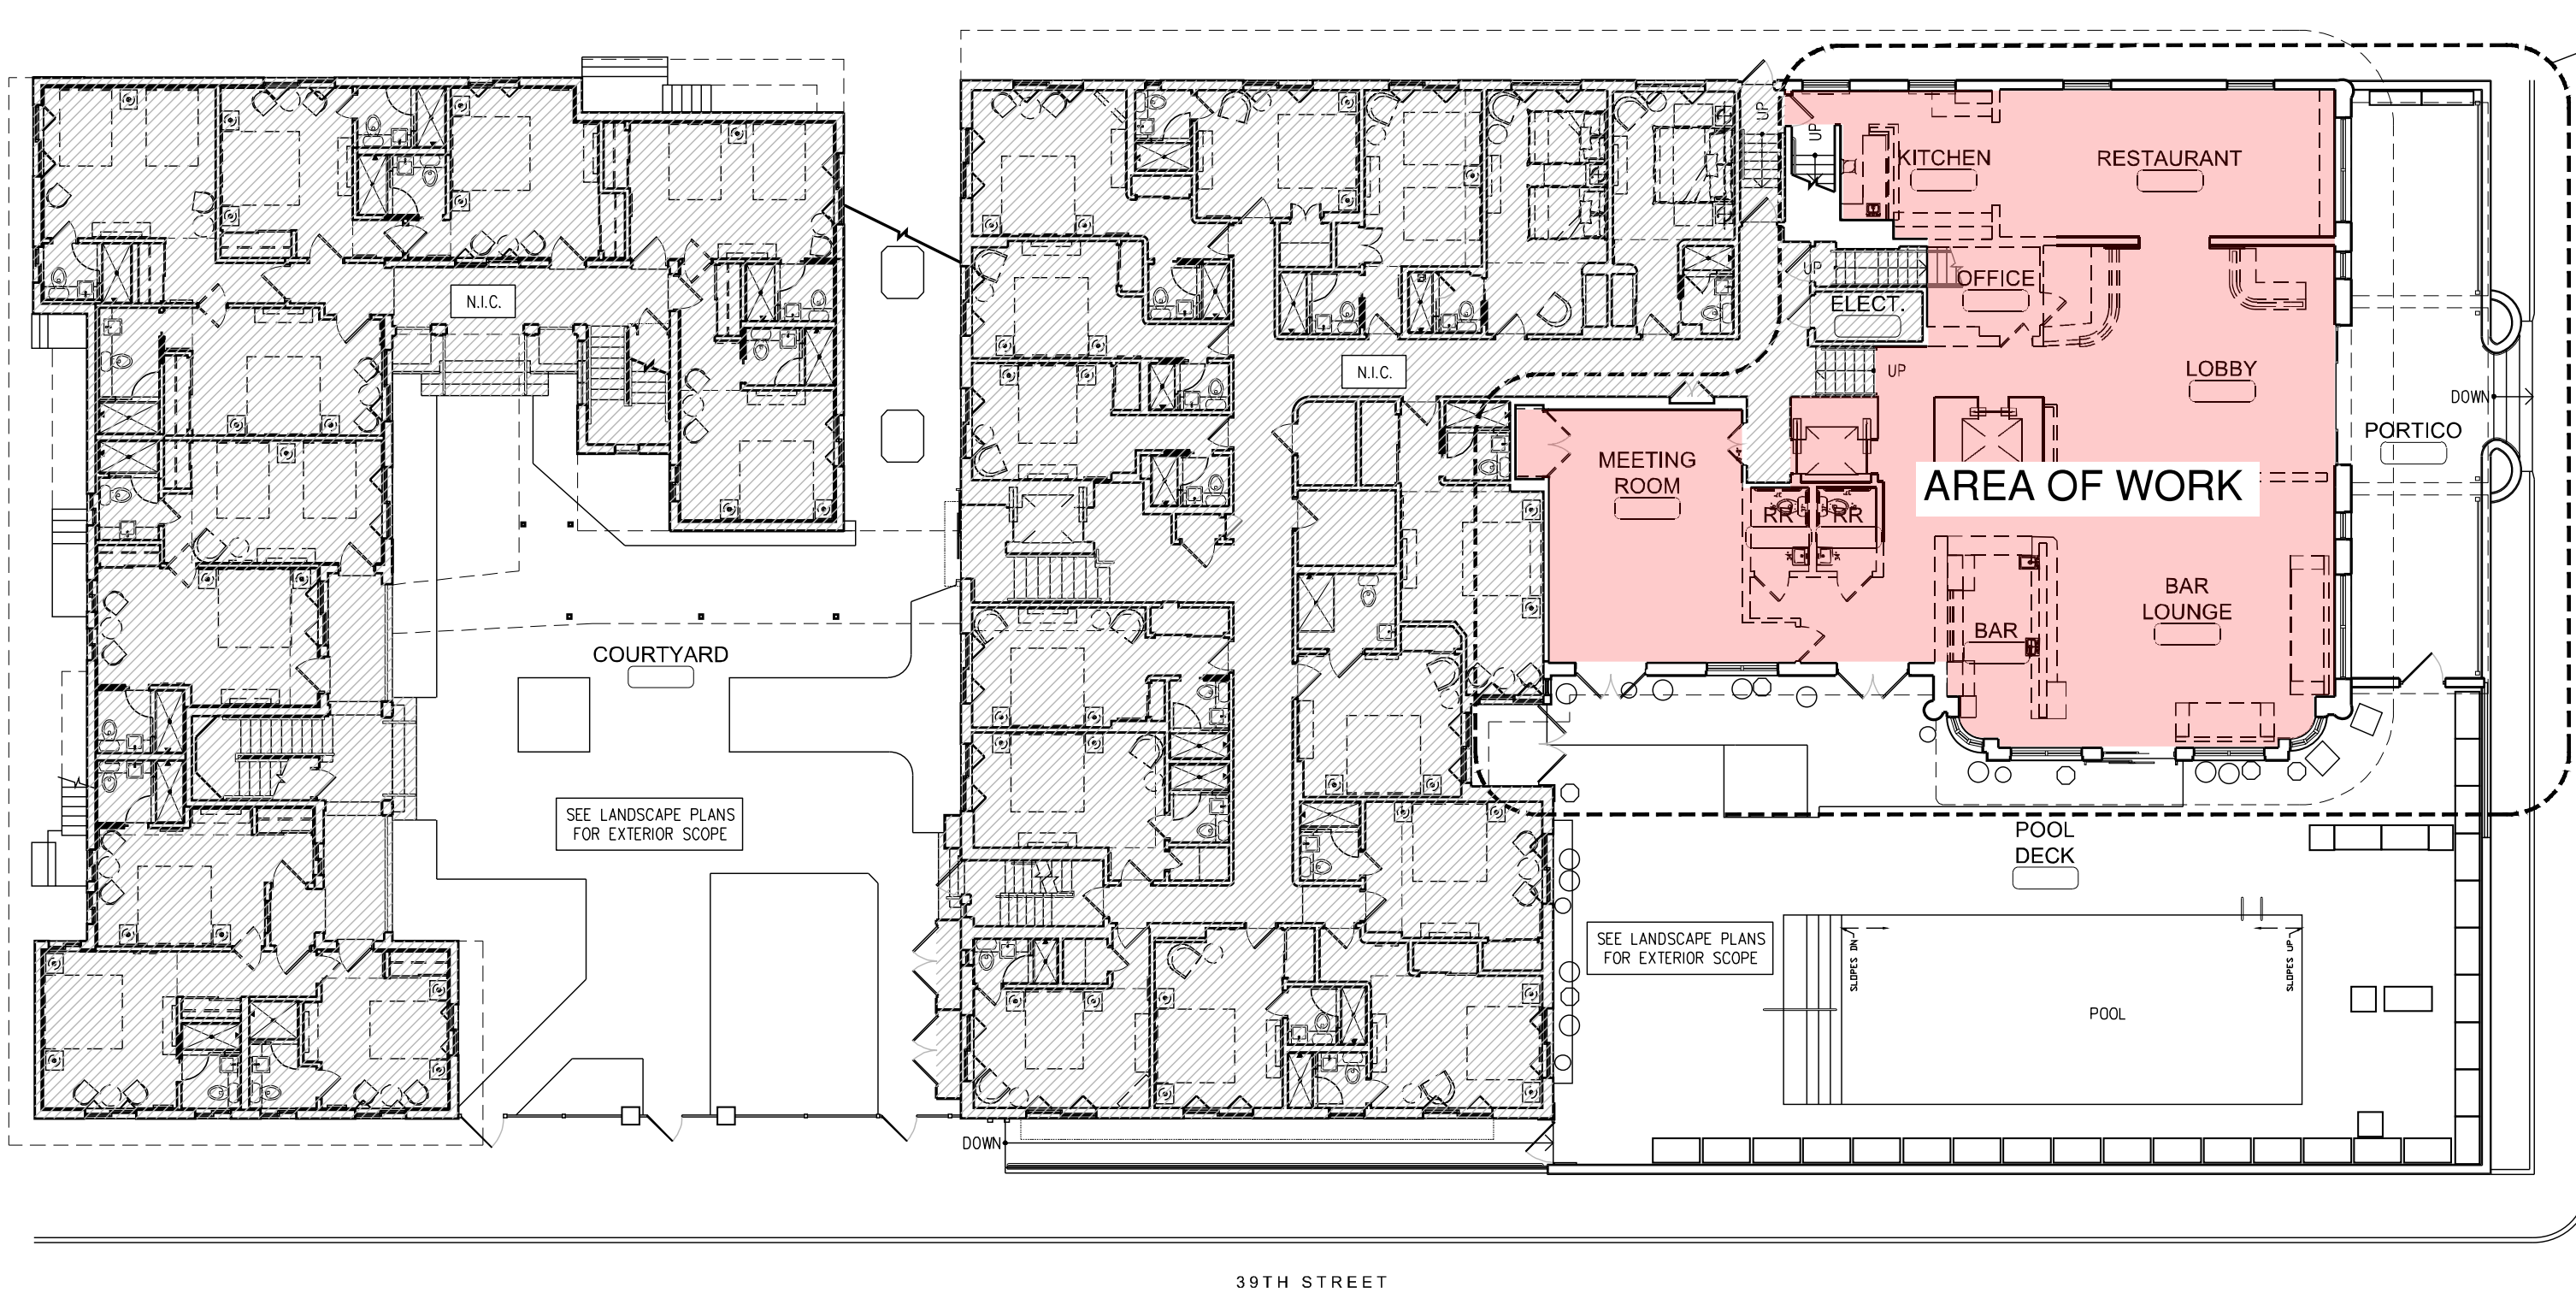 UP
UP
KITCHEN
RESTAURANT
UP
OFFICE
N.I.C.
ELECT.
N.I.C.
UP
LOBBY
DOWN
PORTICO
MEETING
ROOM
AREA OF WORK
RR
RR
BAR
LOUNGE
BAR
COURTYARD
SEE LANDSCAPE PLANS
FOR EXTERIOR SCOPE
POOL
DECK
SEE LANDSCAPE PLANS
FOR EXTERIOR SCOPE
SLOPES DN
SLOPES UP
POOL
DOWN
39TH STREET